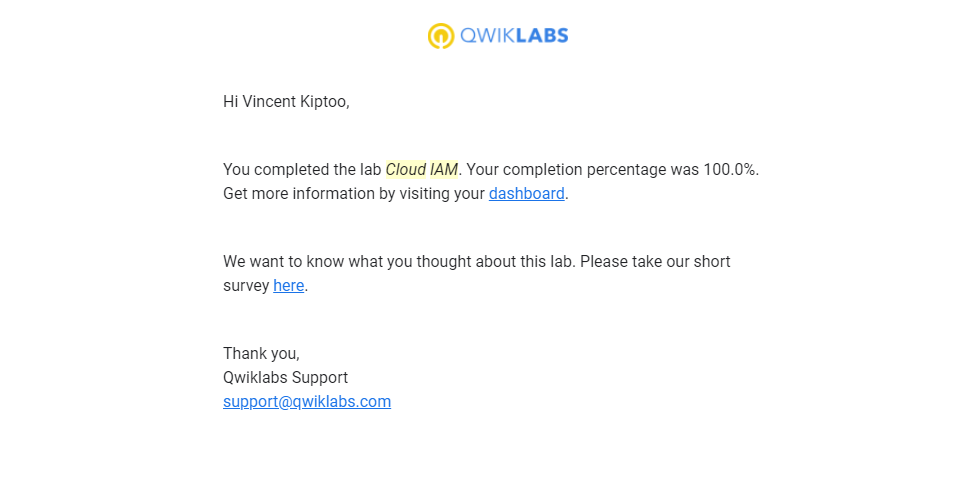 QWIKLABS
Hi Vincent Kiptoo,
You completed the lab Cloud IAM. Your completion percentage was 100.0%.
Get more information by visiting your dashboard.
We want to know what you thought about this lab. Please take our short
survey here.
Thank you,
Qwiklabs Support
support@qwiklabs.com